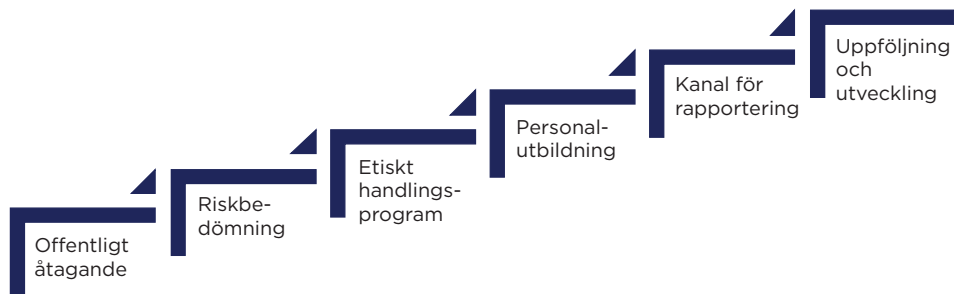 Offentligt
åtagande
Riskbe-
dömning
Etiskt
handlings-
program
Personal-
utbildning
Kanal för
rapportering
Uppföljning
och
utveckling